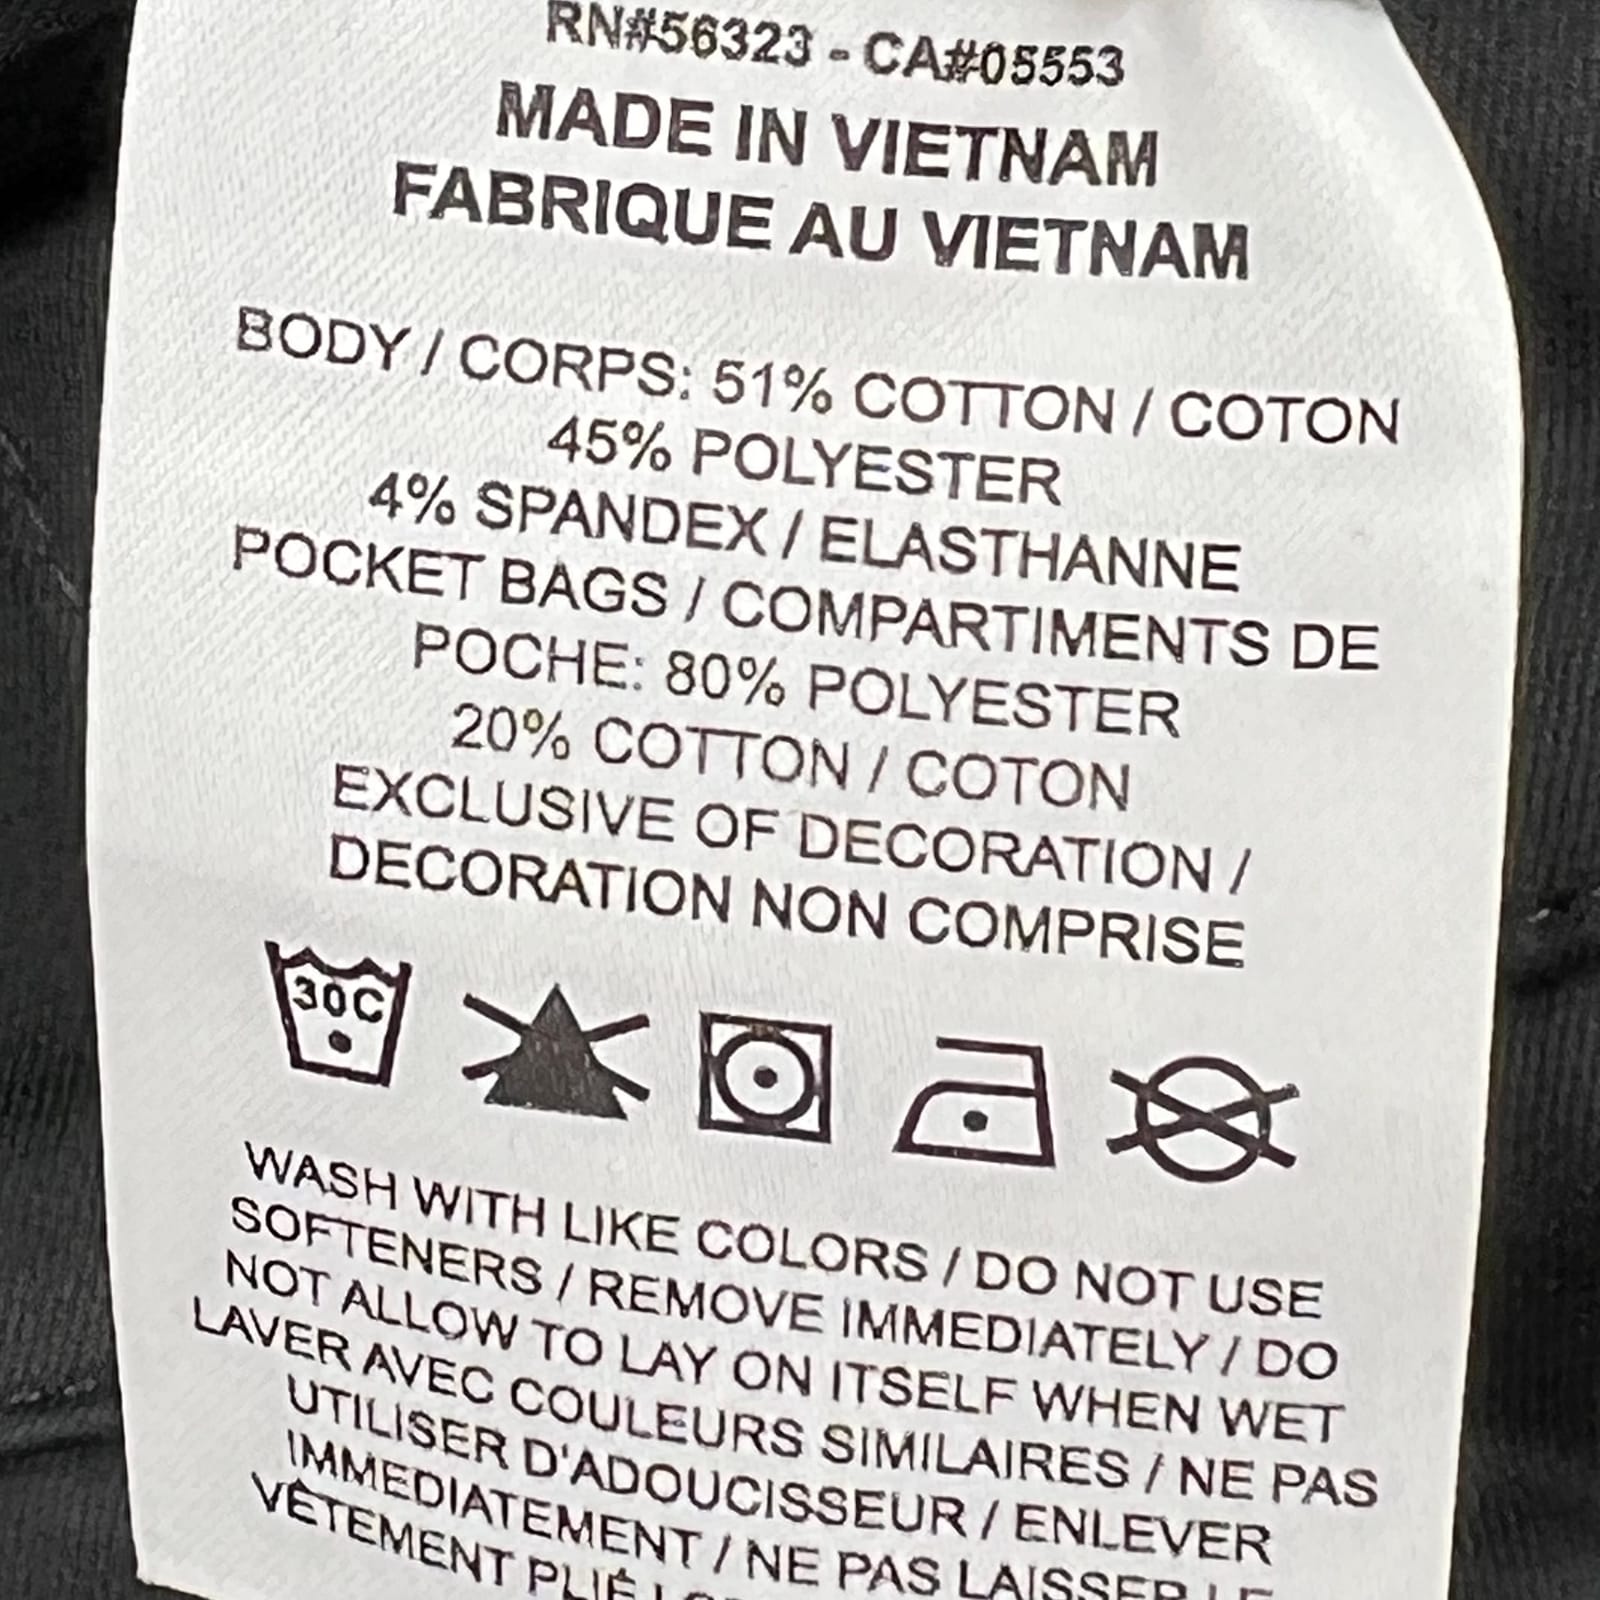 RN#56323 - CA#05553
MADE IN VIETNAM
FABRIQUE AU VIETNAM
BODY / CORPS: 51% COTTON / COTON
45% POLYESTER
4% SPANDEX / ELASTHANNE
POCKET BAGS / COMPARTIMENTS DE
POCHE: 80% POLYESTER
20% COTTON / COTON
EXCLUSIVE OF DECORATION /
DECORATION NON COMPRISE
30C
WASH WITH LIKE COLORS / DO NOT USE
SOFTENERS / REMOVE IMMEDIATELY / DO
NOT ALLOW TO LAY ON ITSELF WHEN WET
LAVER AVEC COULEURS SIMILAIRES / NE PAS
UTILISER D'ADOUCISSEUR / ENLEVER
IMMEDIATEMENT / NE PAS LAISSER LE
VÊTEMENT PLIÉ